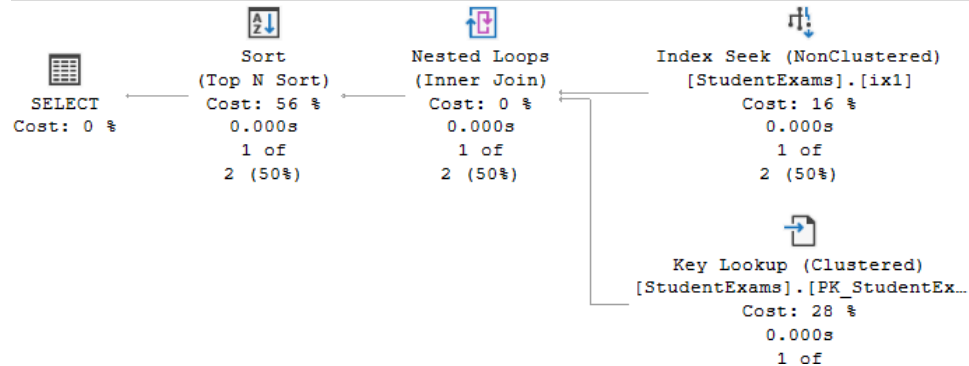 SELECT
Cost: 0 %
Sort
(Top N Sort)
Cost: 56 %
0.000s
1 of
2 (50%)
Nested Loops
(Inner Join)
Cost: 0 %
0.000s
1 of
2 (50%)
Index Seek (NonClustered)
[StudentExams].[ix1]
Cost: 16 %
0.000s
1 of
2 (50%)
Key Lookup (Clustered)
[StudentExams].[PK_StudentEx…
Cost: 28 %
0.000s
1 of